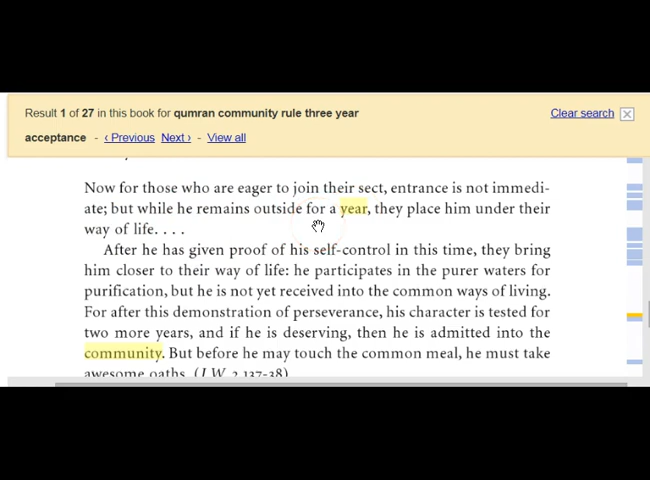 Result 1 of 27 in this book for qumran community rule three year Clear search
acceptance - ‹ Previous Next › - View all
Now for those who are eager to join their sect, entrance is not immedi-
ate; but while he remains outside for a year, they place him under their
way of life. . . .
After he has given proof of his self-control in this time, they bring
him closer to their way of life: he participates in the purer waters for
purification, but he is not yet received into the common ways of living.
For after this demonstration of perseverance, his character is tested for
two more years, and if he is deserving, then he is admitted into the
community. But before he may touch the common meal, he must take
awesome oaths. (J.W. 2.137-38)